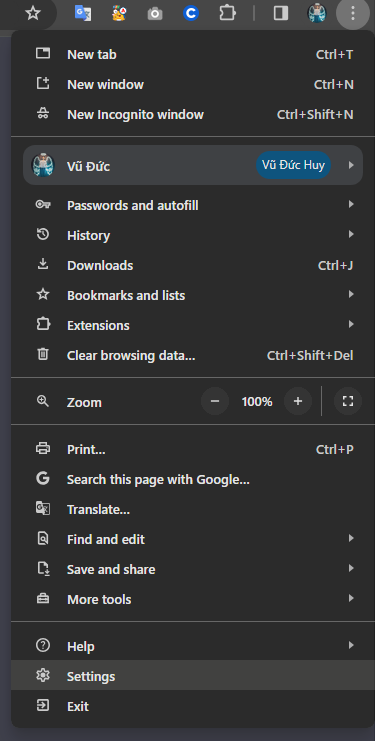 New tab Ctrl+T
New window Ctrl+N
New Incognito window Ctrl+Shift+N
Vũ Đức Vũ Đức Huy
Passwords and autofill
History
Downloads Ctrl+J
Bookmarks and lists
Extensions
Clear browsing data... Ctrl+Shift+Del
Zoom − 100% +
Print... Ctrl+P
Search this page with Google...
Translate...
Find and edit
Save and share
More tools
Help
Settings
Exit